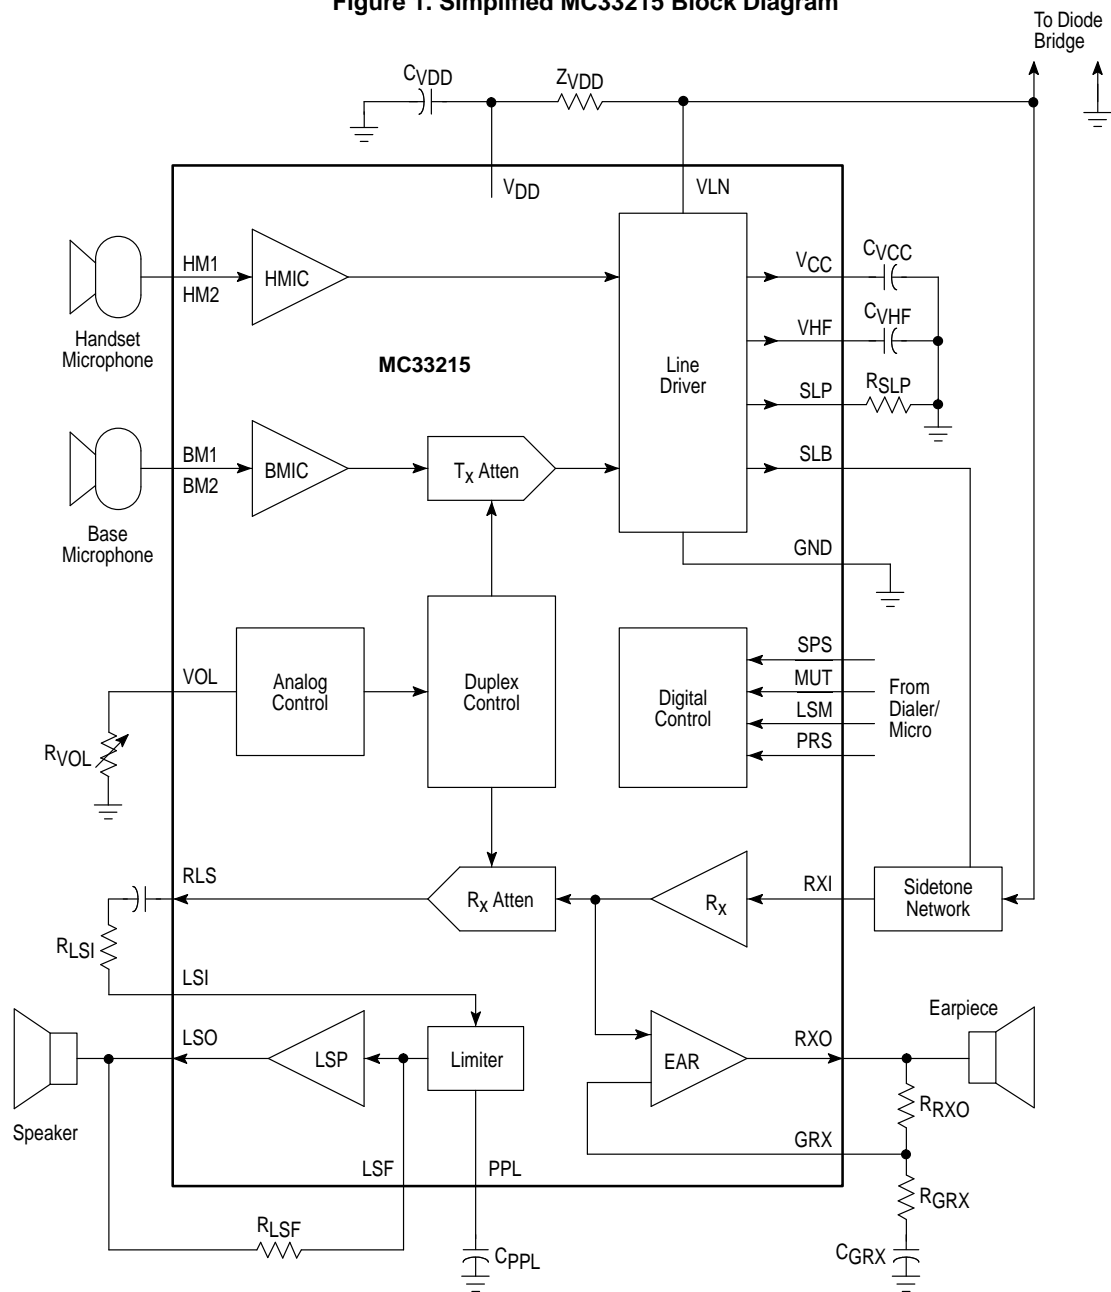 Figure 1. Simplified MC33215 Block Diagram
To Diode
Bridge
CVDD
ZVDD
VDD
VLN
HM1
HM2
HMIC
Handset
Microphone
MC33215
Line
Driver
VCC
CVCC
VHF
CVHF
SLP
RSLP
SLB
BM1
BM2
BMIC
Tx Atten
Base
Microphone
GND
VOL
Analog
Control
Duplex
Control
Digital
Control
SPS
MUT
LSM
PRS
From
Dialer/
Micro
RVOL
RLS
Rx Atten
Rx
RXI
Sidetone
Network
RLSI
LSI
LSO
LSP
Limiter
EAR
RXO
Earpiece
Speaker
RRXO
GRX
LSF
PPL
RGRX
RLSF
CPPL
CGRX